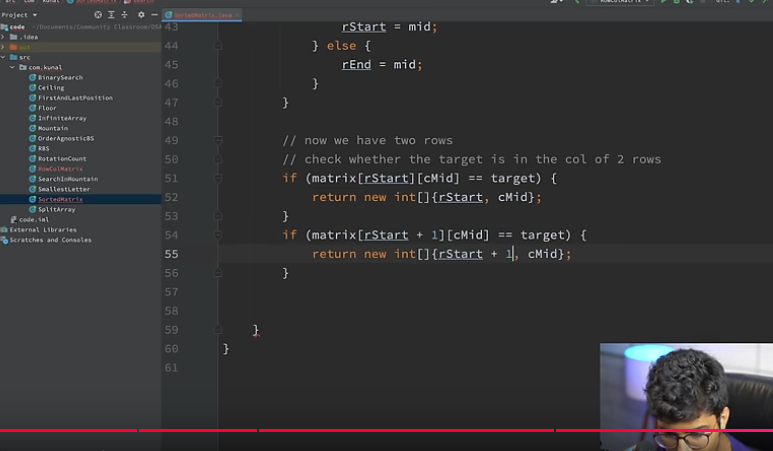 Project
SortedMatrix.java
code ~/Documents/Community Classroom/DSA
.idea
out
src
com.kunal
BinarySearch
Ceiling
FirstAndLastPosition
Floor
InfiniteArray
Mountain
OrderAgnosticBS
RBS
RotationCount
RowColMatrix
SearchInMountain
SmallestLetter
SortedMatrix
SplitArray
code.iml
External Libraries
Scratches and Consoles
43 rStart = mid;
44 } else {
45 rEnd = mid;
46 }
47 }
48
49 // now we have two rows
50 // check whether the target is in the col of 2 rows
51 if (matrix[rStart][cMid] == target) {
52 return new int[]{rStart, cMid};
53 }
54 if (matrix[rStart + 1][cMid] == target) {
55 return new int[]{rStart + 1, cMid};
56 }
57
58
59 }
60 }
61